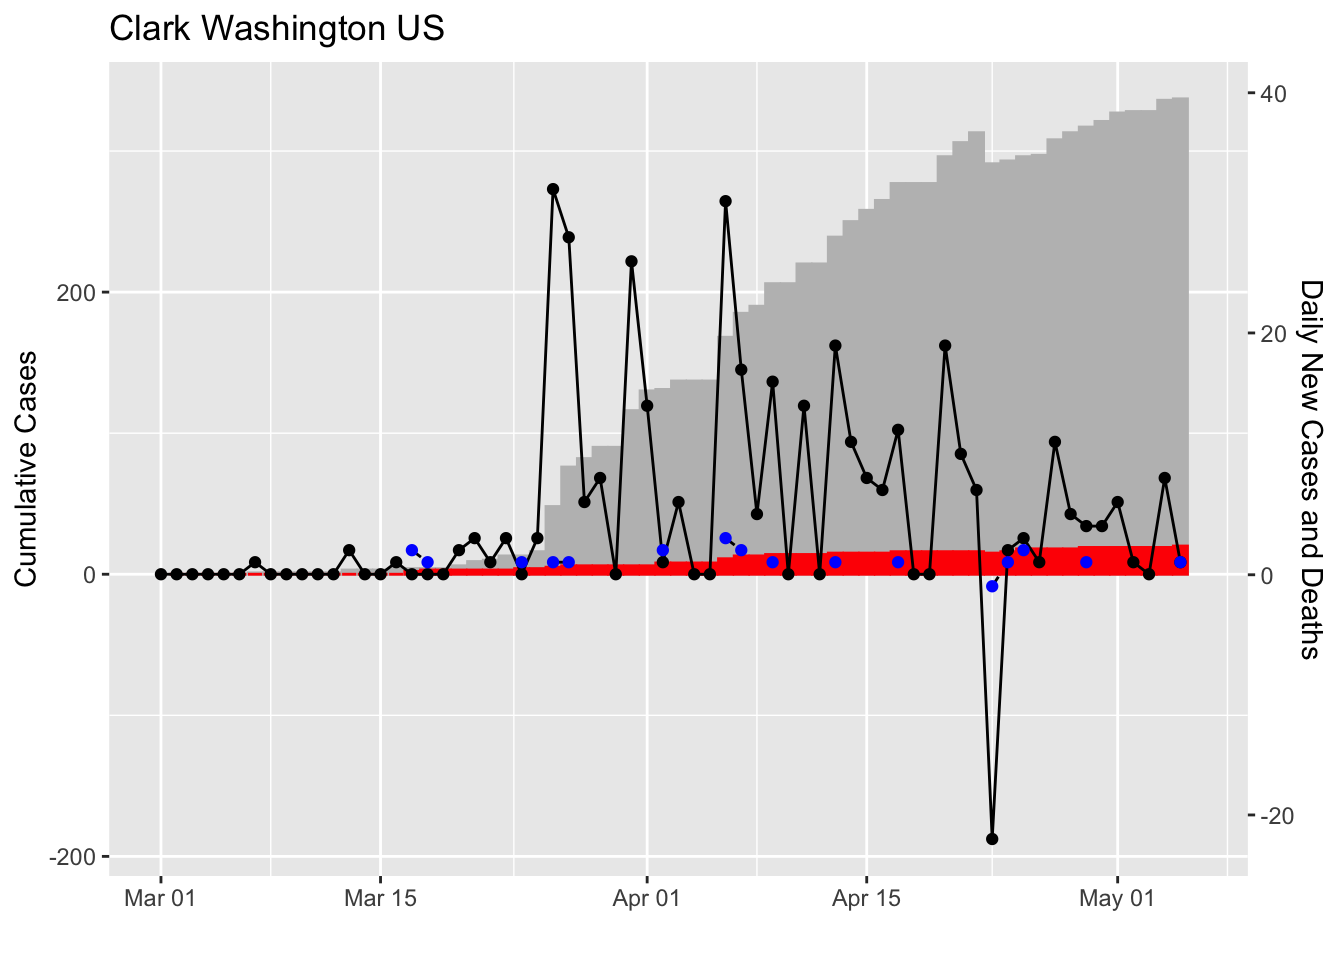 Clark Washington US
Cumulative Cases
200
0
-200
40
20
0
-20
Daily New Cases and Deaths
Mar 01
Mar 15
Apr 01
Apr 15
May 01